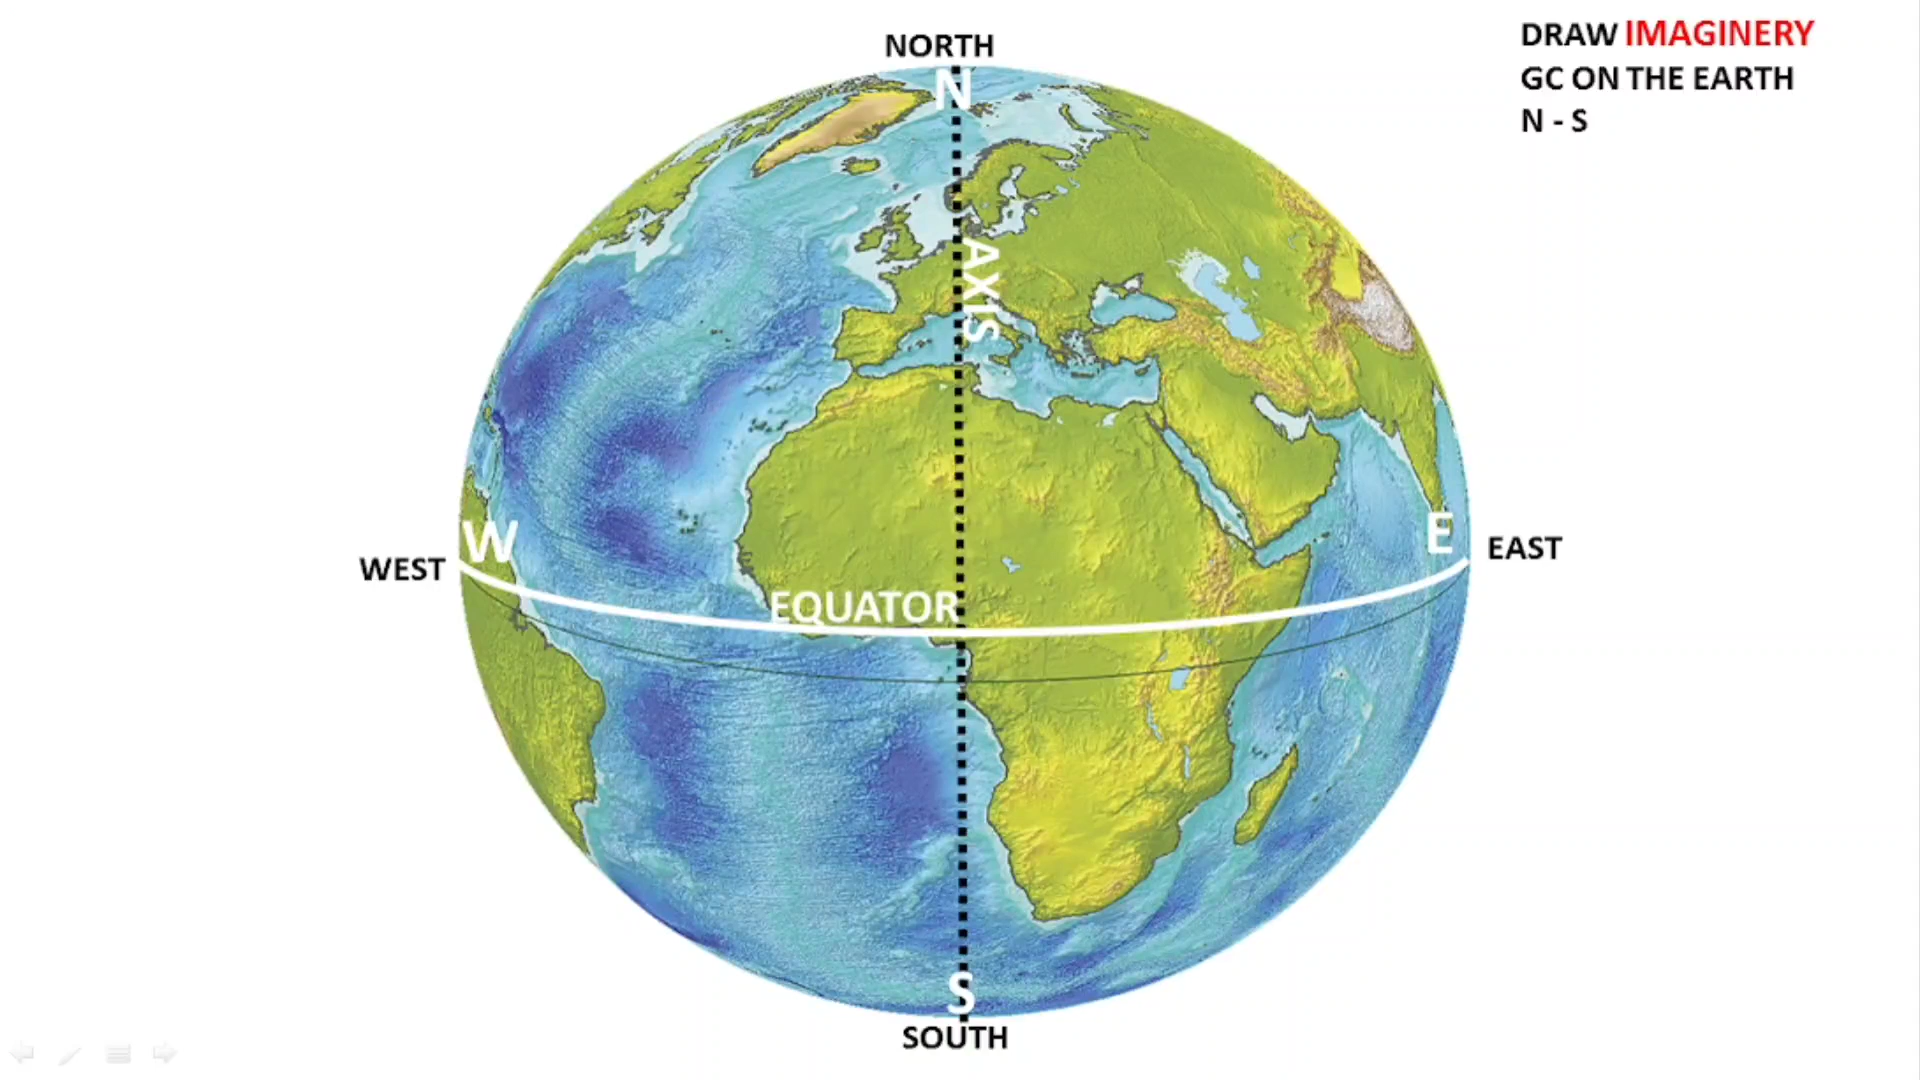 DRAW IMAGINERY
GC ON THE EARTH
N - S
NORTH
N
AXIS
W
E
WEST
EAST
EQUATOR
S
SOUTH